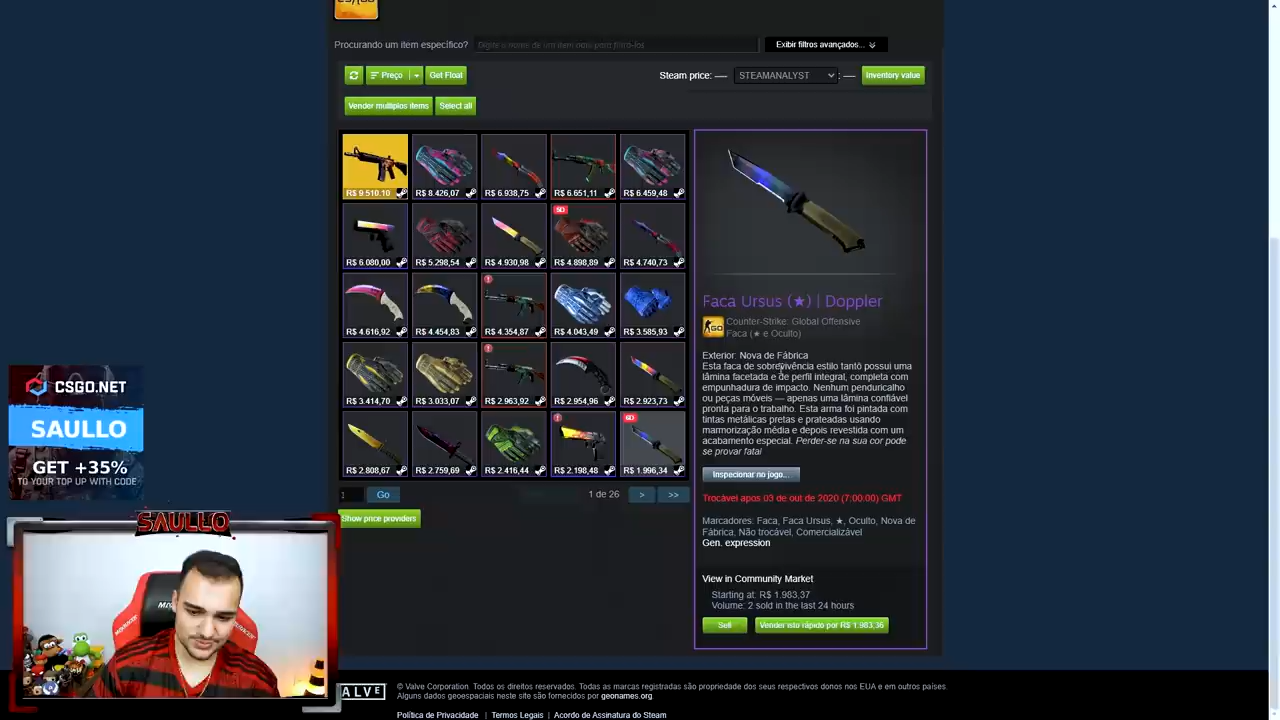 Procurando um item específico?
Digite o nome de um item aqui para filtrá-los
Exibir filtros avançados...
Preço
Get Float
Steam price: —
STEAMANALYST
: —
Inventory value
Vender multiplos items
Select all
R$ 9.510,10
R$ 8.426,07
R$ 6.938,75
R$ 6.651,11
R$ 6.459,48
R$ 6.080,00
R$ 5.298,54
R$ 4.930,98
R$ 4.898,89
R$ 4.740,73
R$ 4.616,92
R$ 4.454,83
R$ 4.354,87
R$ 4.043,49
R$ 3.585,93
R$ 3.414,70
R$ 3.033,07
R$ 2.963,92
R$ 2.954,96
R$ 2.923,73
R$ 2.808,67
R$ 2.759,69
R$ 2.416,44
R$ 2.198,48
R$ 1.996,34
1
Go
1 de 26
>
>>
Show price providers
Faca Ursus (★) | Doppler
GO
Counter-Strike: Global Offensive
Faca (★ e Oculto)
Exterior: Nova de Fábrica
Esta faca de sobrevivência estilo tantō possui uma
lâmina facetada e de perfil integral, completa com
empunhadura de impacto. Nenhum penduricalho
ou peças móveis — apenas uma lâmina confiável
pronta para o trabalho. Esta arma foi pintada com
tintas metálicas pretas e prateadas usando
marmorização média e depois revestida com um
acabamento especial. Perder-se na sua cor pode
se provar fatal
Inspecionar no jogo...
Trocável após 03 de out de 2020 (7:00:00) GMT
Marcadores: Faca, Faca Ursus, ★, Oculto, Nova de
Fábrica, Não trocável, Comercializável
Gen. expression
View in Community Market
Starting at: R$ 1.983,37
Volume: 2 sold in the last 24 hours
Sell
Vender isto rápido por R$ 1.983,36
CSGO.NET
SAULLO
GET +35%
TO YOUR TOP UP WITH CODE
SAULLO
VALVE
© Valve Corporation. Todos os direitos reservados. Todas as marcas registradas são propriedade dos seus respectivos donos nos EUA e em outros países.
Alguns dados geoespaciais neste site são fornecidos por geonames.org.
Política de Privacidade | Termos Legais | Acordo de Assinatura do Steam